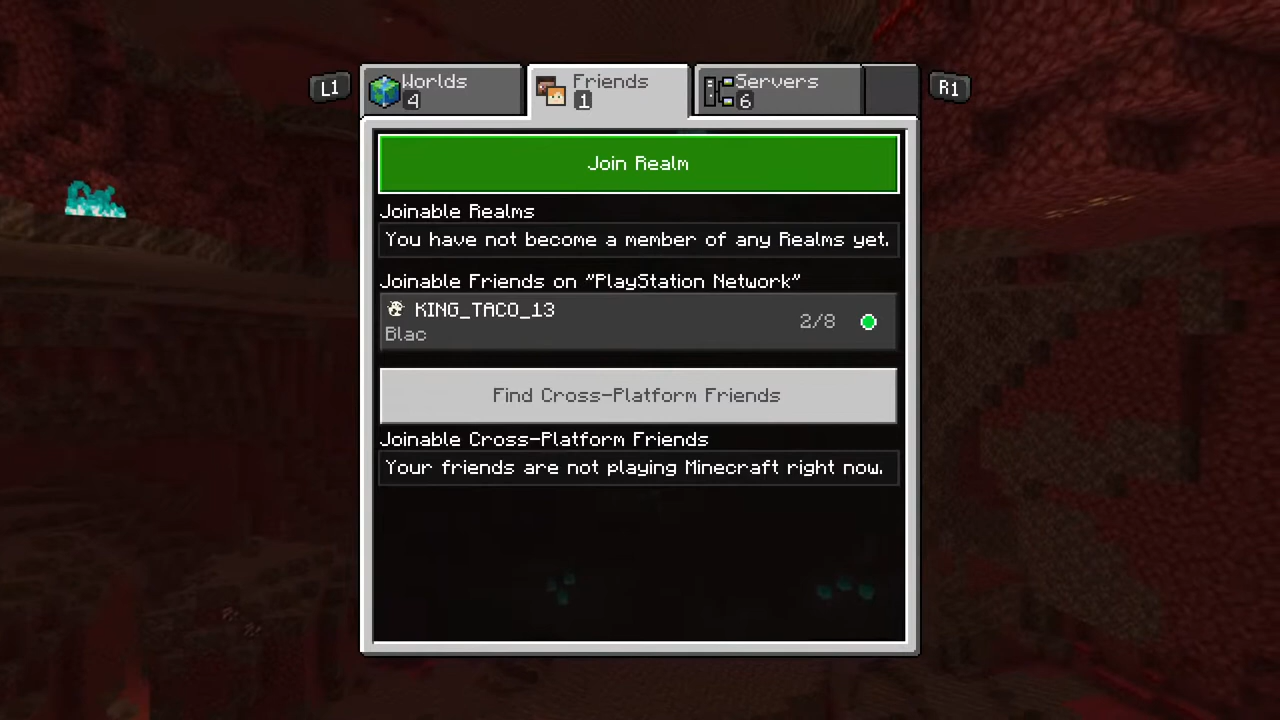 L1
Worlds
4
Friends
1
Servers
6
R1
Join Realm
Joinable Realms
You have not become a member of any Realms yet.
Joinable Friends on "PlayStation Network"
KING_TACO_13
Blac
2/8
Find Cross-Platform Friends
Joinable Cross-Platform Friends
Your friends are not playing Minecraft right now.